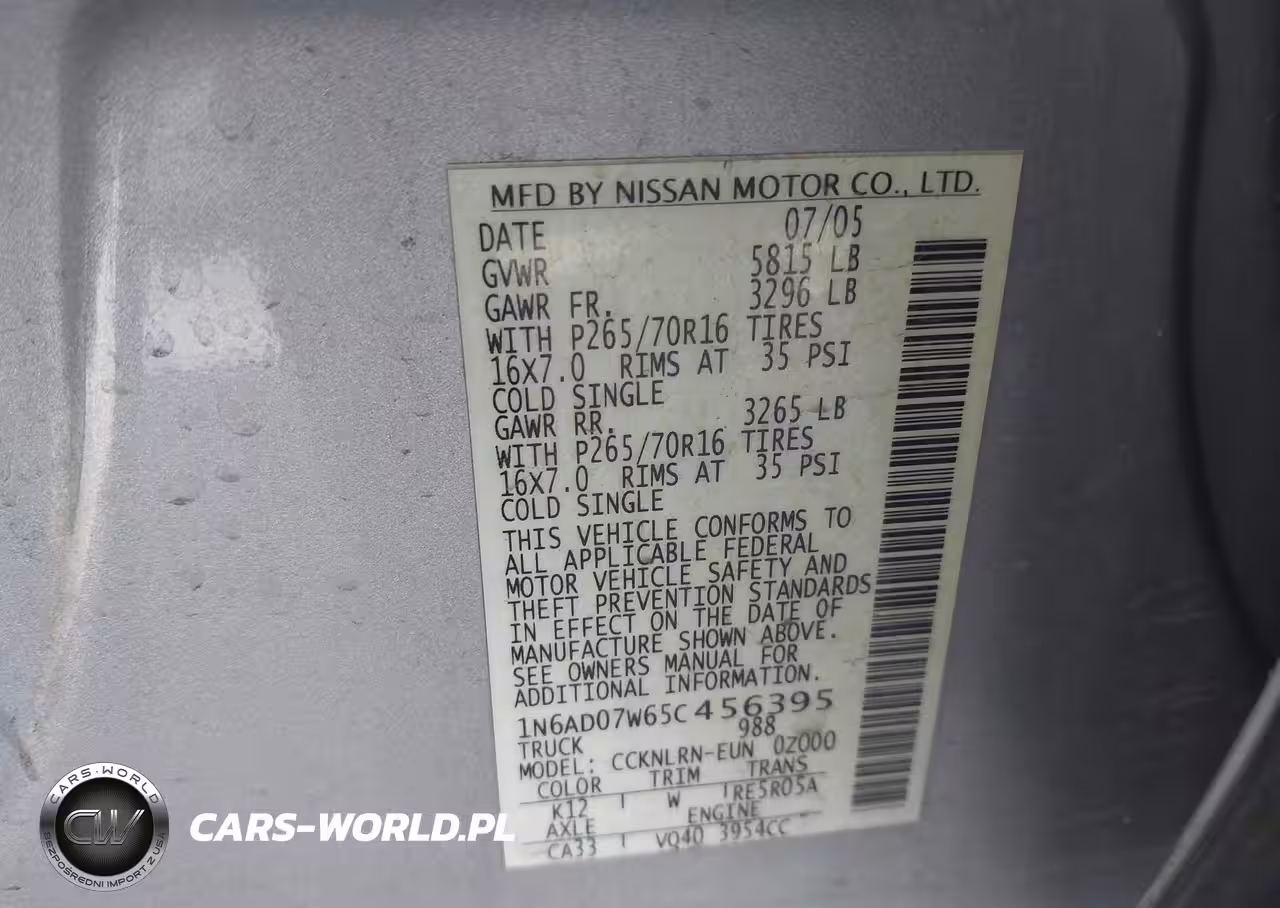 MFD BY NISSAN MOTOR CO., LTD.
DATE 07/05
GVWR 5815 LB
GAWR FR. 3296 LB
WITH P265/70R16 TIRES
16X7.0 RIMS AT 35 PSI
COLD SINGLE
GAWR RR. 3265 LB
WITH P265/70R16 TIRES
16X7.0 RIMS AT 35 PSI
COLD SINGLE
THIS VEHICLE CONFORMS TO
ALL APPLICABLE FEDERAL
MOTOR VEHICLE SAFETY AND
THEFT PREVENTION STANDARDS
IN EFFECT ON THE DATE OF
MANUFACTURE SHOWN ABOVE.
SEE OWNERS MANUAL FOR
ADDITIONAL INFORMATION.
1N6AD07W65C456395
TRUCK 988
MODEL: CCKNLRN-EUN 0Z000
COLOR TRIM TRANS
K12 W RE5R05A
AXLE ENGINE
CA33 VQ40 3954CC
CARS-WORLD
CW
BEZPOŚREDNI IMPORT Z USA
CARS-WORLD.PL